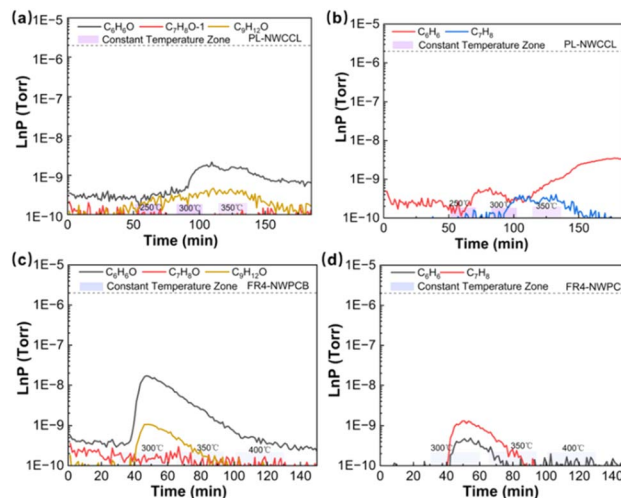 (a)
C₆H₆O C₇H₈O-1 C₉H₁₂O
Constant Temperature Zone PL-NWCCL
1E-5
1E-6
1E-7
1E-8
1E-9
1E-10
LnP (Torr)
250℃ 300℃ 350℃
0 50 100 150
Time (min)
(b)
C₆H₆ C₇H₈
PL-NWCCL
Constant Temperature Zone
1E-5
1E-6
1E-7
1E-8
1E-9
1E-10
LnP (Torr)
250℃ 300 350℃
0 50 100 150
Time (min)
(c)
C₆H₆O C₇H₈O C₉H₁₂O
Constant Temperature Zone FR4-NWPCB
1E-5
1E-6
1E-7
1E-8
1E-9
1E-10
LnP (Torr)
300℃ 350℃ 400℃
0 20 40 60 80 100 120 140
Time (min)
(d)
C₆H₆ C₇H₈
Constant Temperature Zone FR4-NWPC
1E-5
1E-6
1E-7
1E-8
1E-9
1E-10
LnP (Torr)
300℃ 350℃ 400℃
0 20 40 60 80 100 120 140
Time (min)